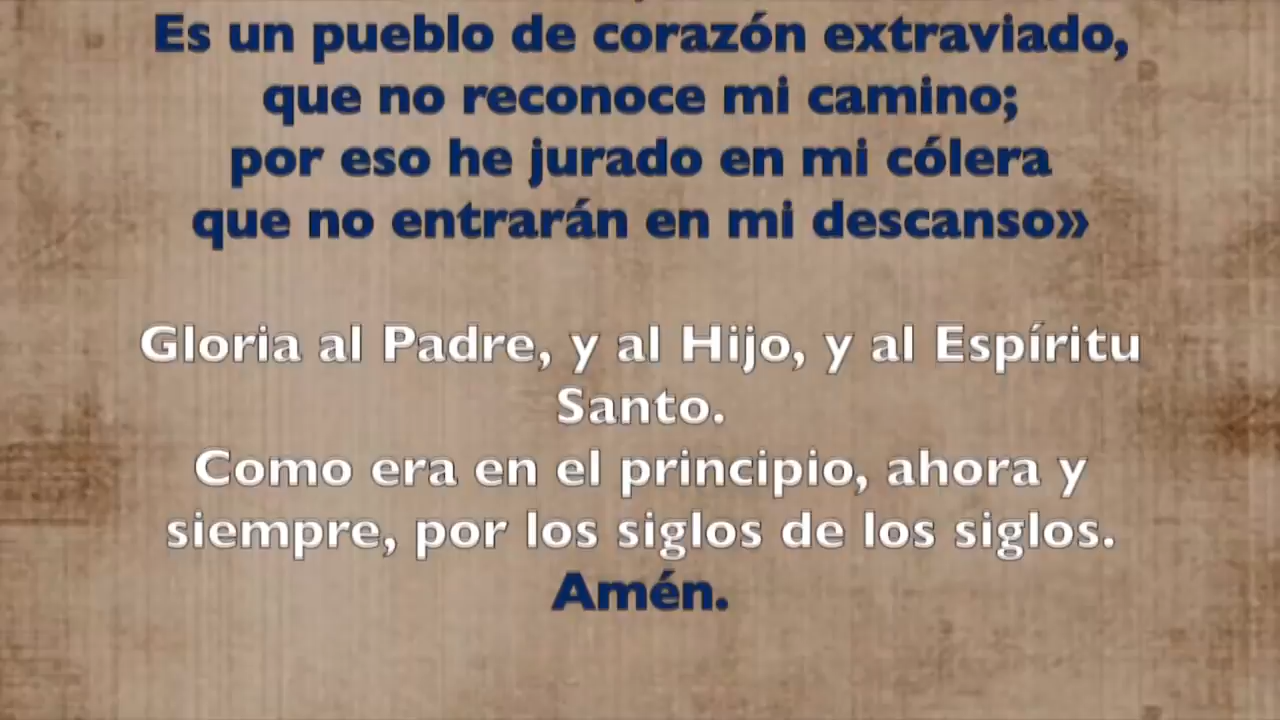 Es un pueblo de corazón extraviado,
que no reconoce mi camino;
por eso he jurado en mi cólera
que no entrarán en mi descanso»
Gloria al Padre, y al Hijo, y al Espíritu
Santo.
Como era en el principio, ahora y
siempre, por los siglos de los siglos.
Amén.